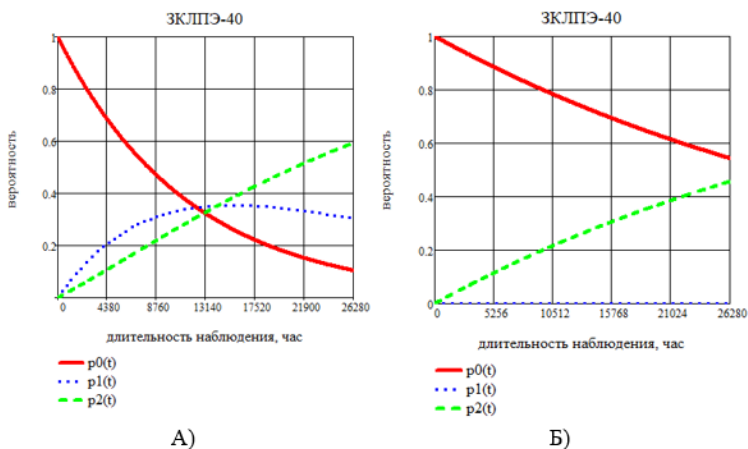 ЗКЛПЭ-40
вероятность
1
0.8
0.6
0.4
0.2
0 4380 8760 13140 17520 21900 26280
длительность наблюдения, час
p0(t)
p1(t)
p2(t)
А)
ЗКЛПЭ-40
вероятность
1
0.8
0.6
0.4
0.2
0
0 5256 10512 15768 21024 26280
длительность наблюдения, час
p0(t)
p1(t)
p2(t)
Б)